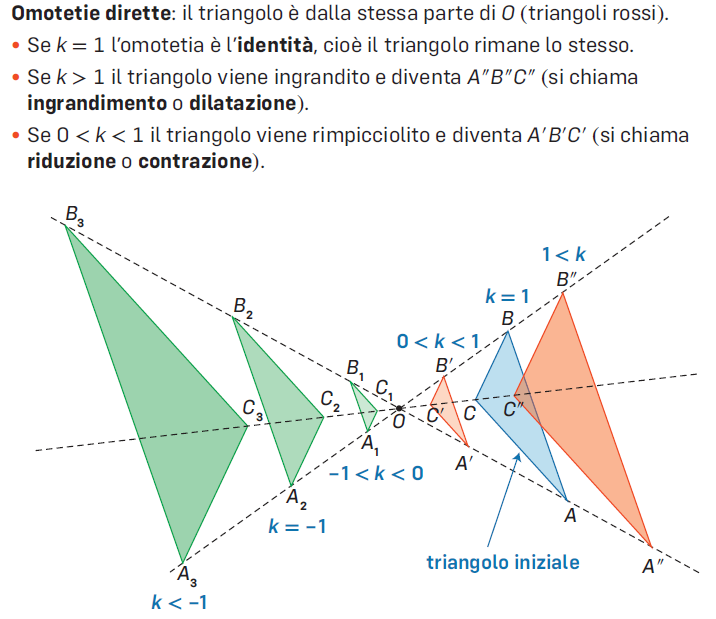 Omotetie dirette: il triangolo è dalla stessa parte di O (triangoli rossi).
• Se k = 1 l’omotetia è l’identità, cioè il triangolo rimane lo stesso.
• Se k > 1 il triangolo viene ingrandito e diventa A″B″C″ (si chiama
ingrandimento o dilatazione).
• Se 0 < k < 1 il triangolo viene rimpicciolito e diventa A′B′C′ (si chiama
riduzione o contrazione).
B₃
1 < k
B″
k = 1
B₂
B
0 < k < 1
B₁
B′
C₁
C₂
C₃
O
C′
C
C″
A₁
A′
−1 < k < 0
A₂
A
k = −1
triangolo iniziale
A″
A₃
k < −1